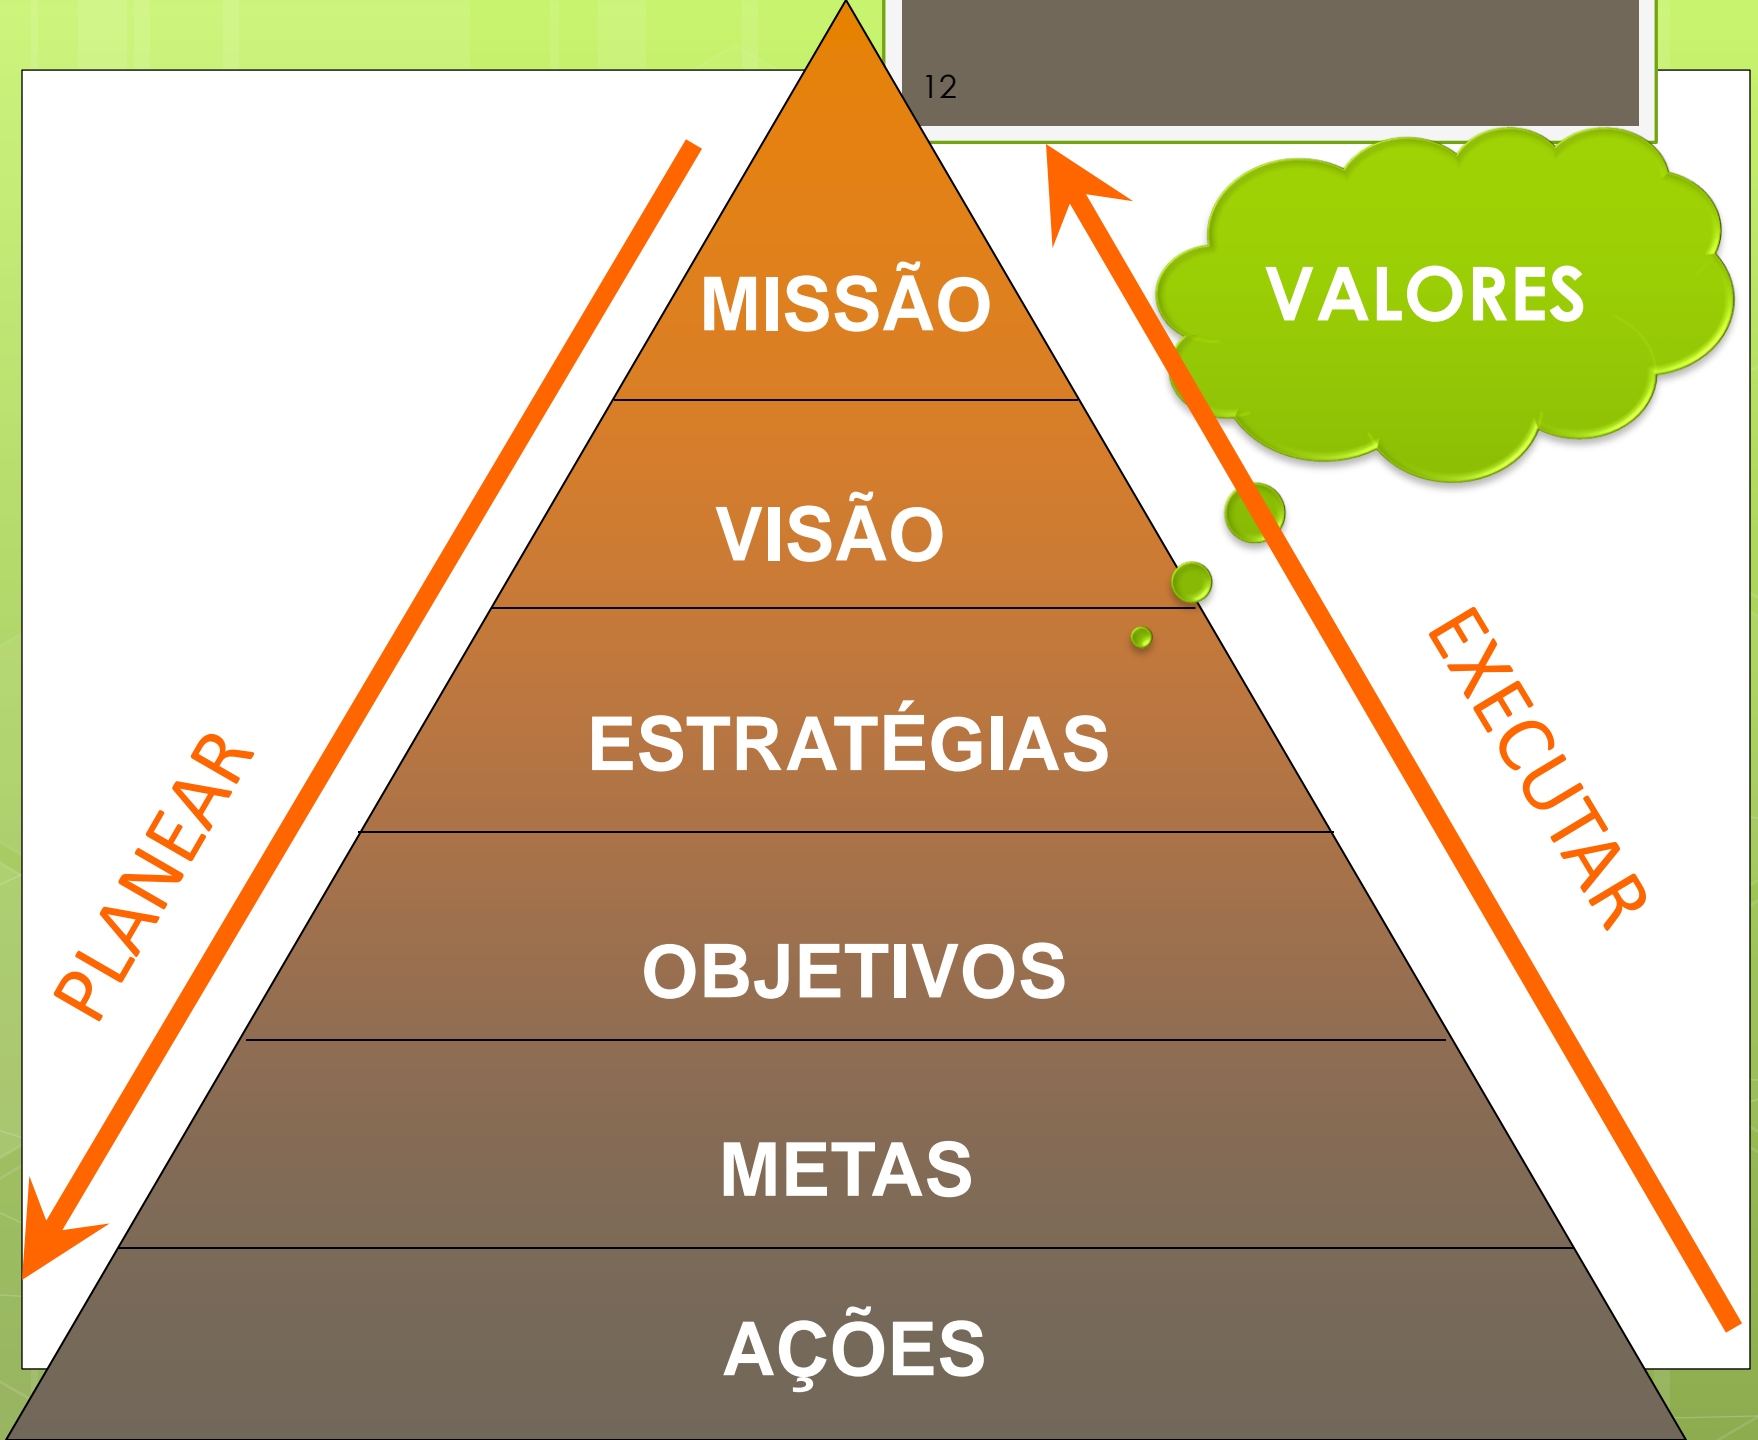 12
MISSÃO
VALORES
VISÃO
ESTRATÉGIAS
OBJETIVOS
METAS
AÇÕES
PLANEAR
EXECUTAR